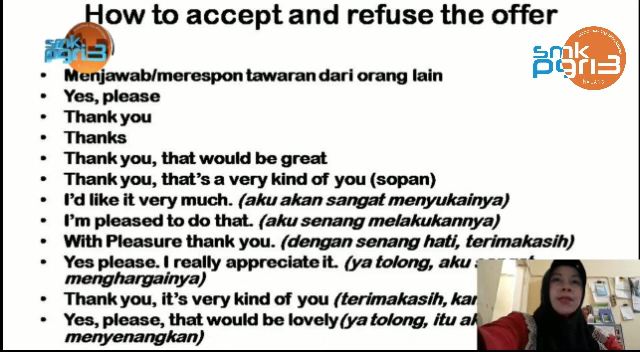 How to accept and refuse the offer
smk
pgri3
smk
pgri3
MALANG
• Menjawab/merespon tawaran dari orang lain
• Yes, please
• Thank you
• Thanks
• Thank you, that would be great
• Thank you, that's a very kind of you (sopan)
• I'd like it very much. (aku akan sangat menyukainya)
• I'm pleased to do that. (aku senang melakukannya)
• With Pleasure thank you. (dengan senang hati, terimakasih)
• Yes please. I really appreciate it. (ya tolong, aku
menghargainya)
• Thank you, it's very kind of you (terimakasih,
• Yes, please, that would be lovely(ya tolong, itu
menyenangkan)